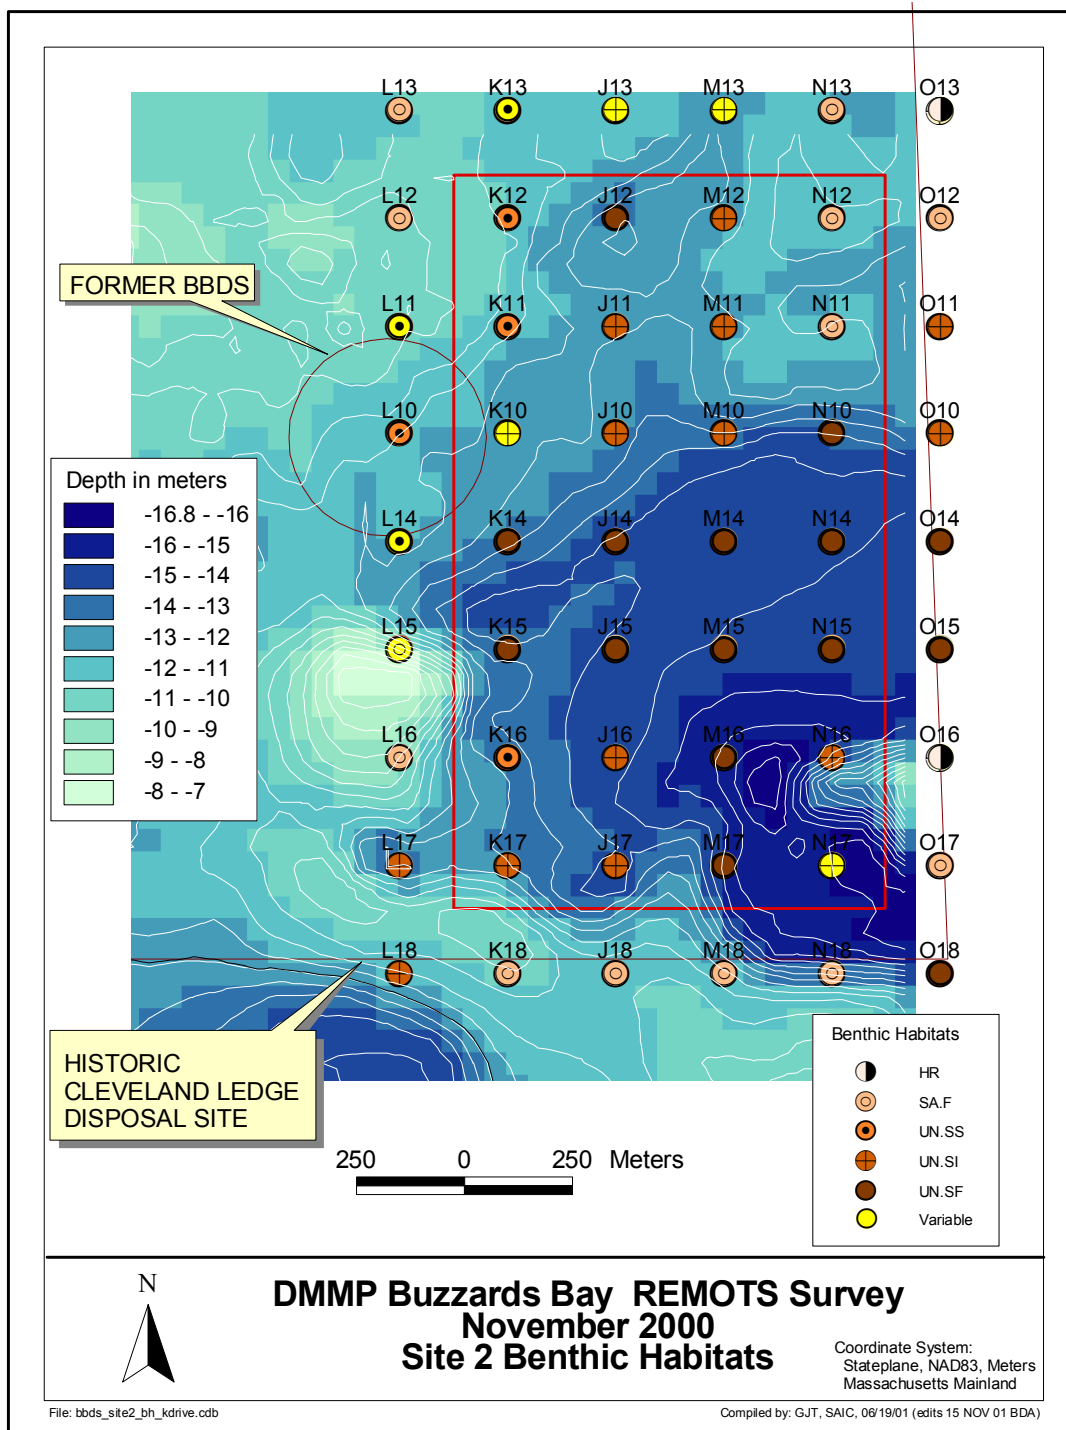 L13 K13 J13 M13 N13 O13
L12 K12 J12 M12 N12 O12
FORMER BBDS
L11 K11 J11 M11 N11 O11
L10 K10 J10 M10 N10 O10
Depth in meters
-16.8 - -16
-16 - -15
-15 - -14
-14 - -13
-13 - -12
-12 - -11
-11 - -10
-10 - -9
-9 - -8
-8 - -7
L14 K14 J14 M14 N14 O14
L15 K15 J15 M15 N15 O15
L16 K16 J16 M16 N16 O16
L17 K17 J17 M17 N17 O17
L18 K18 J18 M18 N18 O18
HISTORIC
CLEVELAND LEDGE
DISPOSAL SITE
Benthic Habitats
HR
SA.F
UN.SS
UN.SI
UN.SF
Variable
250 0 250 Meters
N
DMMP Buzzards Bay REMOTS Survey
November 2000
Site 2 Benthic Habitats
Coordinate System:
Stateplane, NAD83, Meters
Massachusetts Mainland
File: bbds_site2_bh_kdrive.cdb
Compiled by: GJT, SAIC, 06/19/01 (edits 15 NOV 01 BDA)